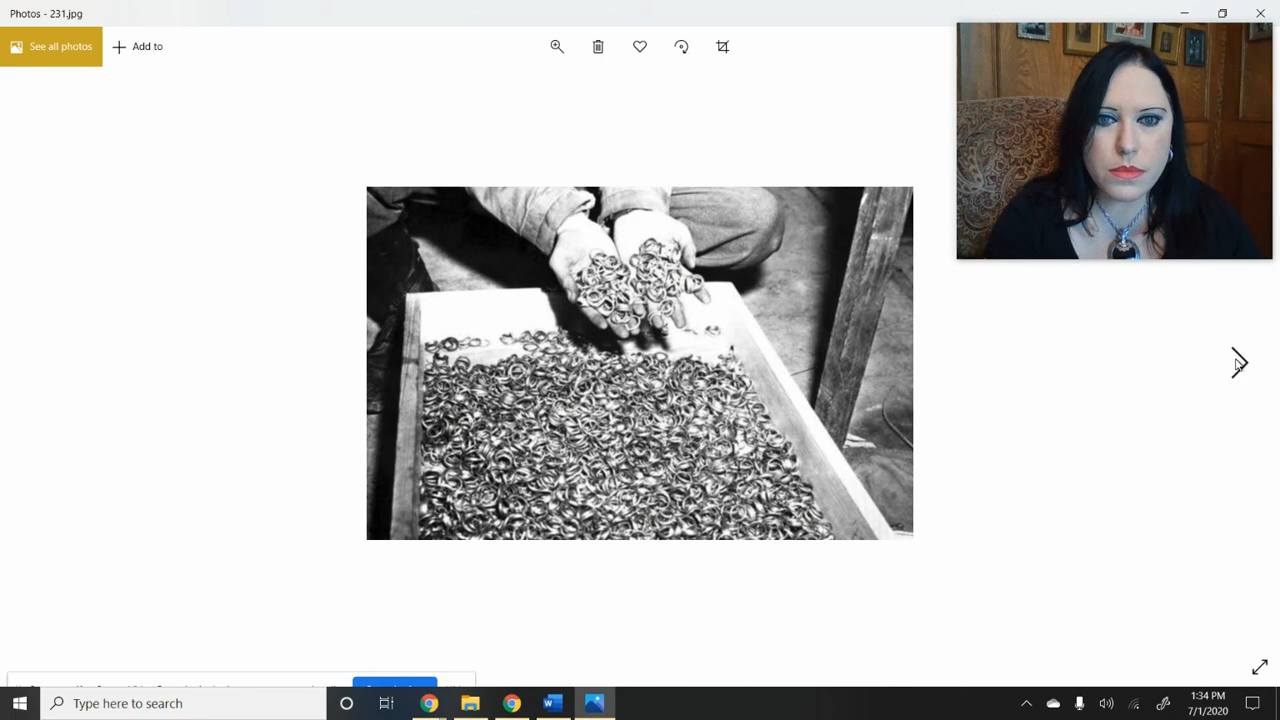 Photos - 231.jpg
See all photos
Add to
Type here to search
1:34 PM
7/1/2020